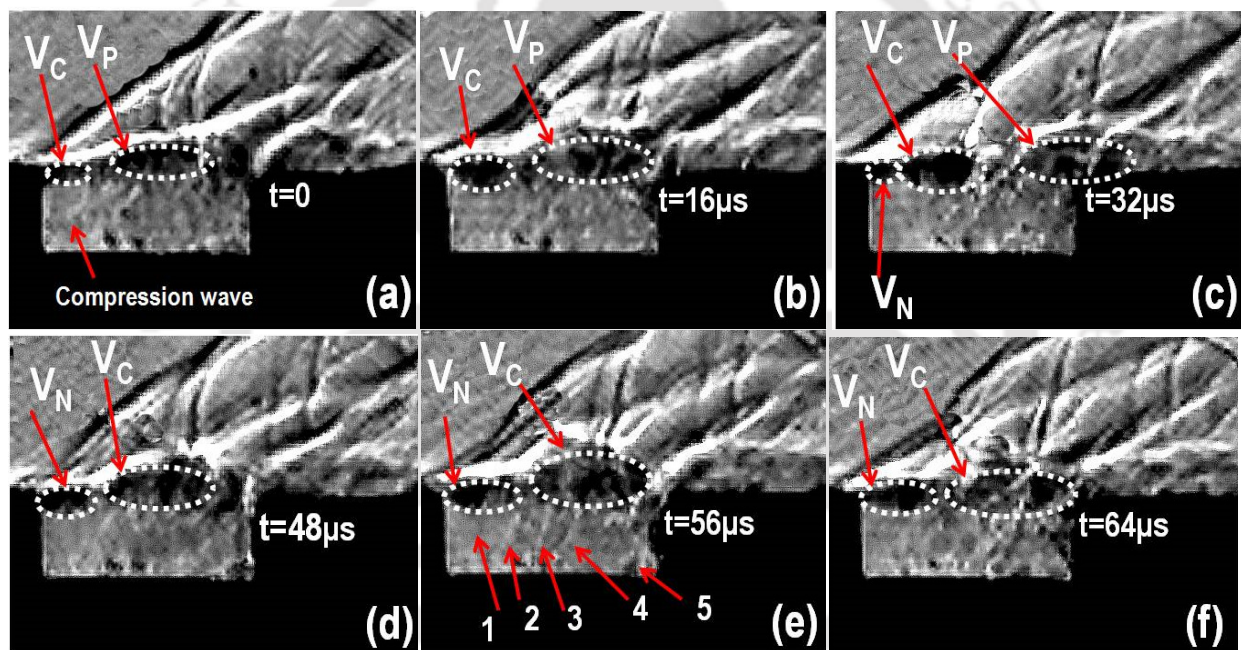 V_C V_P
t=0
Compression wave
(a)
V_C V_P
t=16µs
(b)
V_C V_P
t=32µs
V_N
(c)
V_N V_C
t=48µs
(d)
V_N V_C
t=56µs
1 2 3 4 5
(e)
V_N V_C
t=64µs
(f)